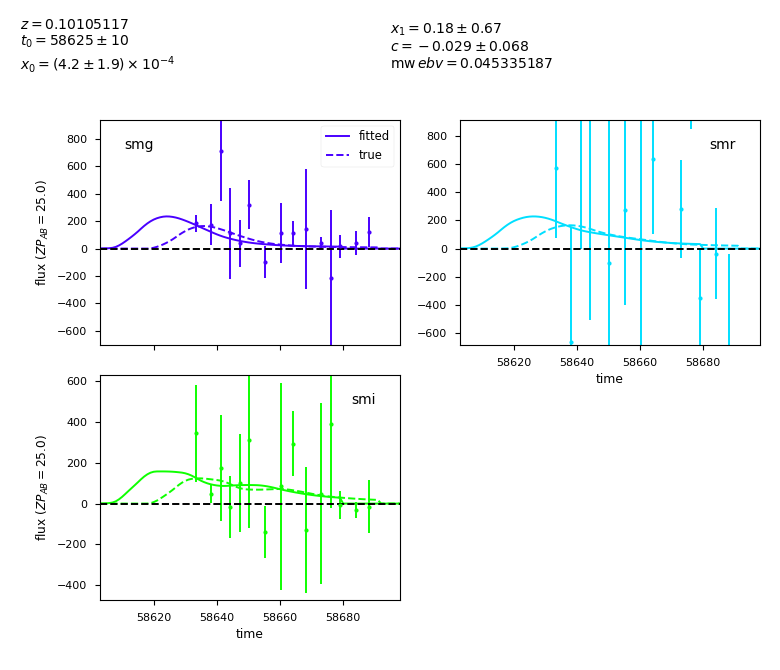 z = 0.10105117
t₀ = 58625 ± 10
x₀ = (4.2 ± 1.9) × 10⁻⁴
x₁ = 0.18 ± 0.67
c = −0.029 ± 0.068
mw ebv = 0.045335187
smg
fitted
true
flux (ZP_AB = 25.0)
800
600
400
200
0
−200
−400
−600
smr
800
600
400
200
0
−200
−400
−600
58620 58640 58660 58680
time
smi
flux (ZP_AB = 25.0)
600
400
200
0
−200
−400
58620 58640 58660 58680
time